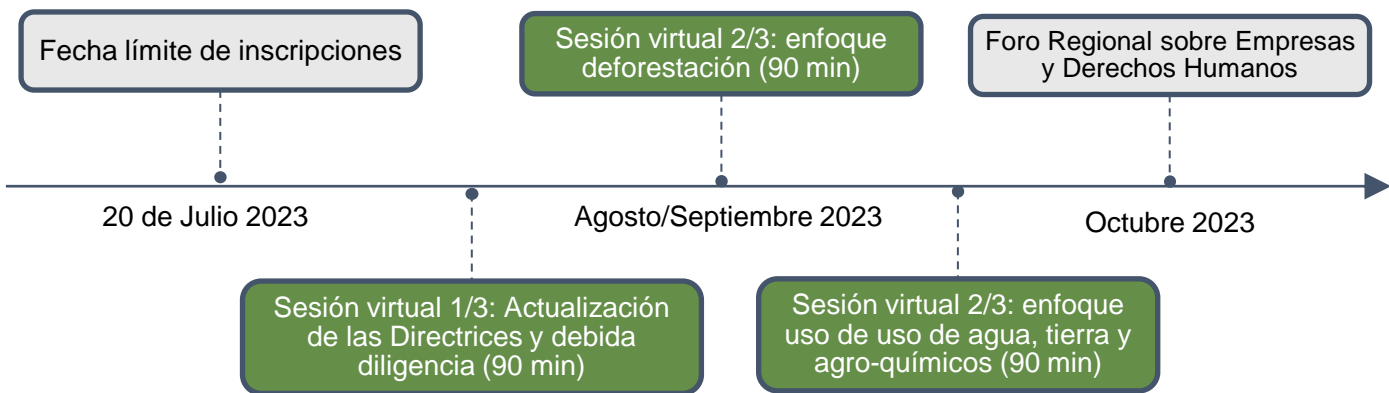 Fecha límite de inscripciones
Sesión virtual 2/3: enfoque
deforestación (90 min)
Foro Regional sobre Empresas
y Derechos Humanos
20 de Julio 2023
Agosto/Septiembre 2023
Octubre 2023
Sesión virtual 1/3: Actualización
de las Directrices y debida
diligencia (90 min)
Sesión virtual 2/3: enfoque
uso de uso de agua, tierra y
agro-químicos (90 min)